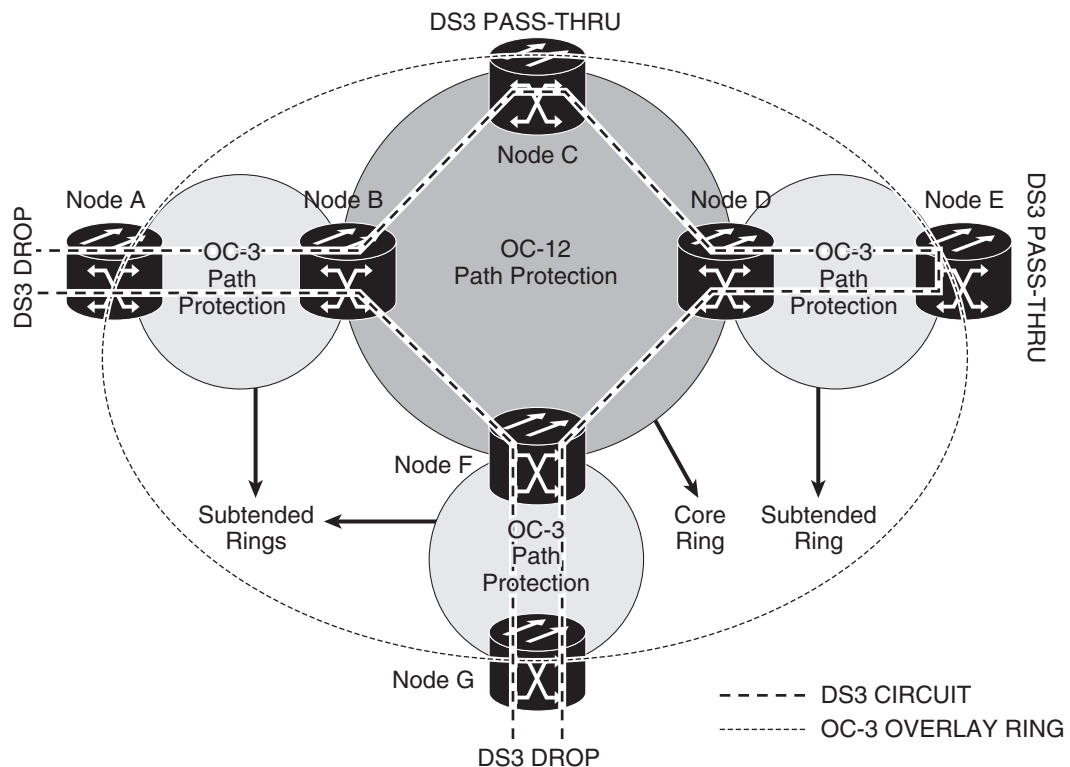 DS3 PASS-THRU
Node C
Node A
Node B
Node D
Node E
DS3 DROP
OC-3
Path
Protection
OC-12
Path Protection
OC-3
Path
Protection
DS3 PASS-THRU
Node F
Subtended
Rings
OC-3
Path
Protection
Core
Ring
Subtended
Ring
Node G
DS3 DROP
DS3 CIRCUIT
OC-3 OVERLAY RING